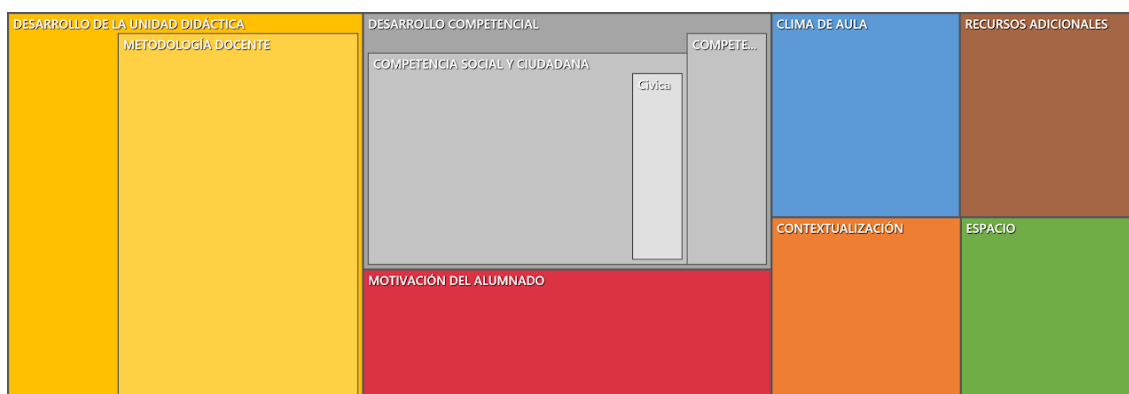 DESARROLLO DE LA UNIDAD DIDÁCTICA
METODOLOGÍA DOCENTE
DESARROLLO COMPETENCIAL
COMPETE...
COMPETENCIA SOCIAL Y CIUDADANA
Cívica
MOTIVACIÓN DEL ALUMNADO
CLIMA DE AULA
RECURSOS ADICIONALES
CONTEXTUALIZACIÓN
ESPACIO